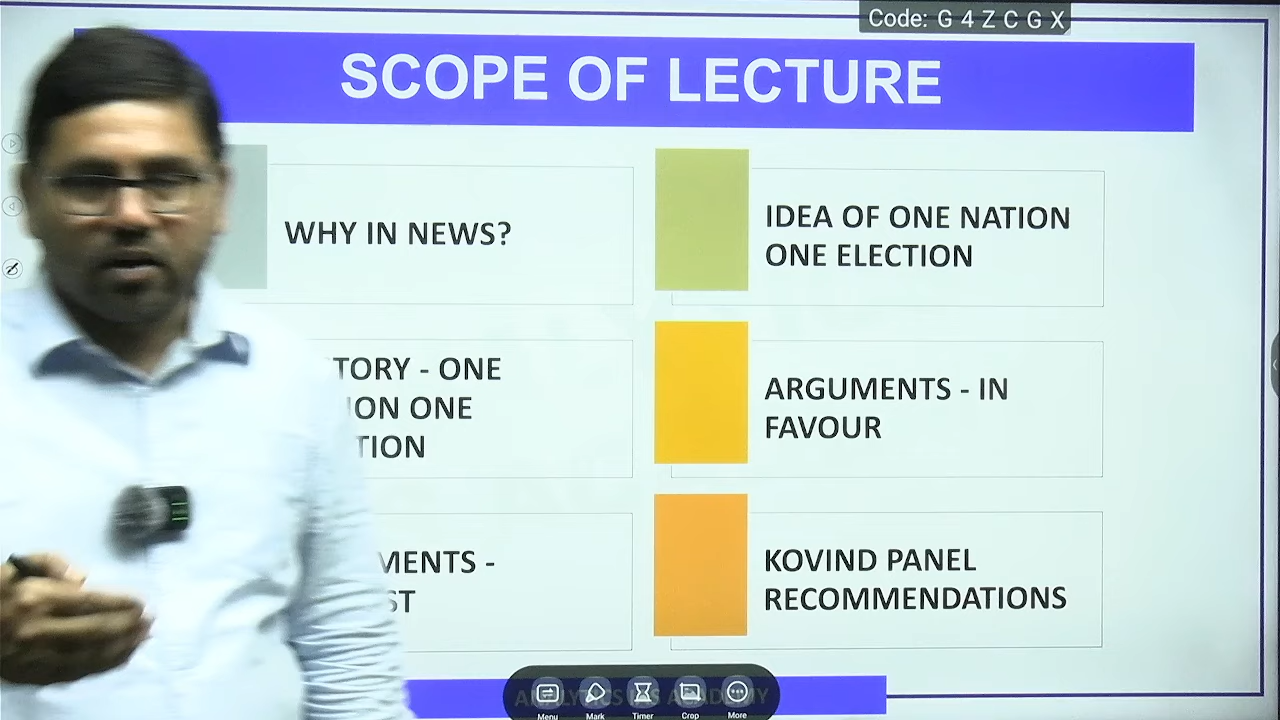 Code: G 4 Z C G X
SCOPE OF LECTURE
WHY IN NEWS?
IDEA OF ONE NATION
ONE ELECTION
TORY - ONE
ION ONE
TION
ARGUMENTS - IN
FAVOUR
MENTS -
ST
KOVIND PANEL
RECOMMENDATIONS
Menu
Mark
Timer
Crop
More